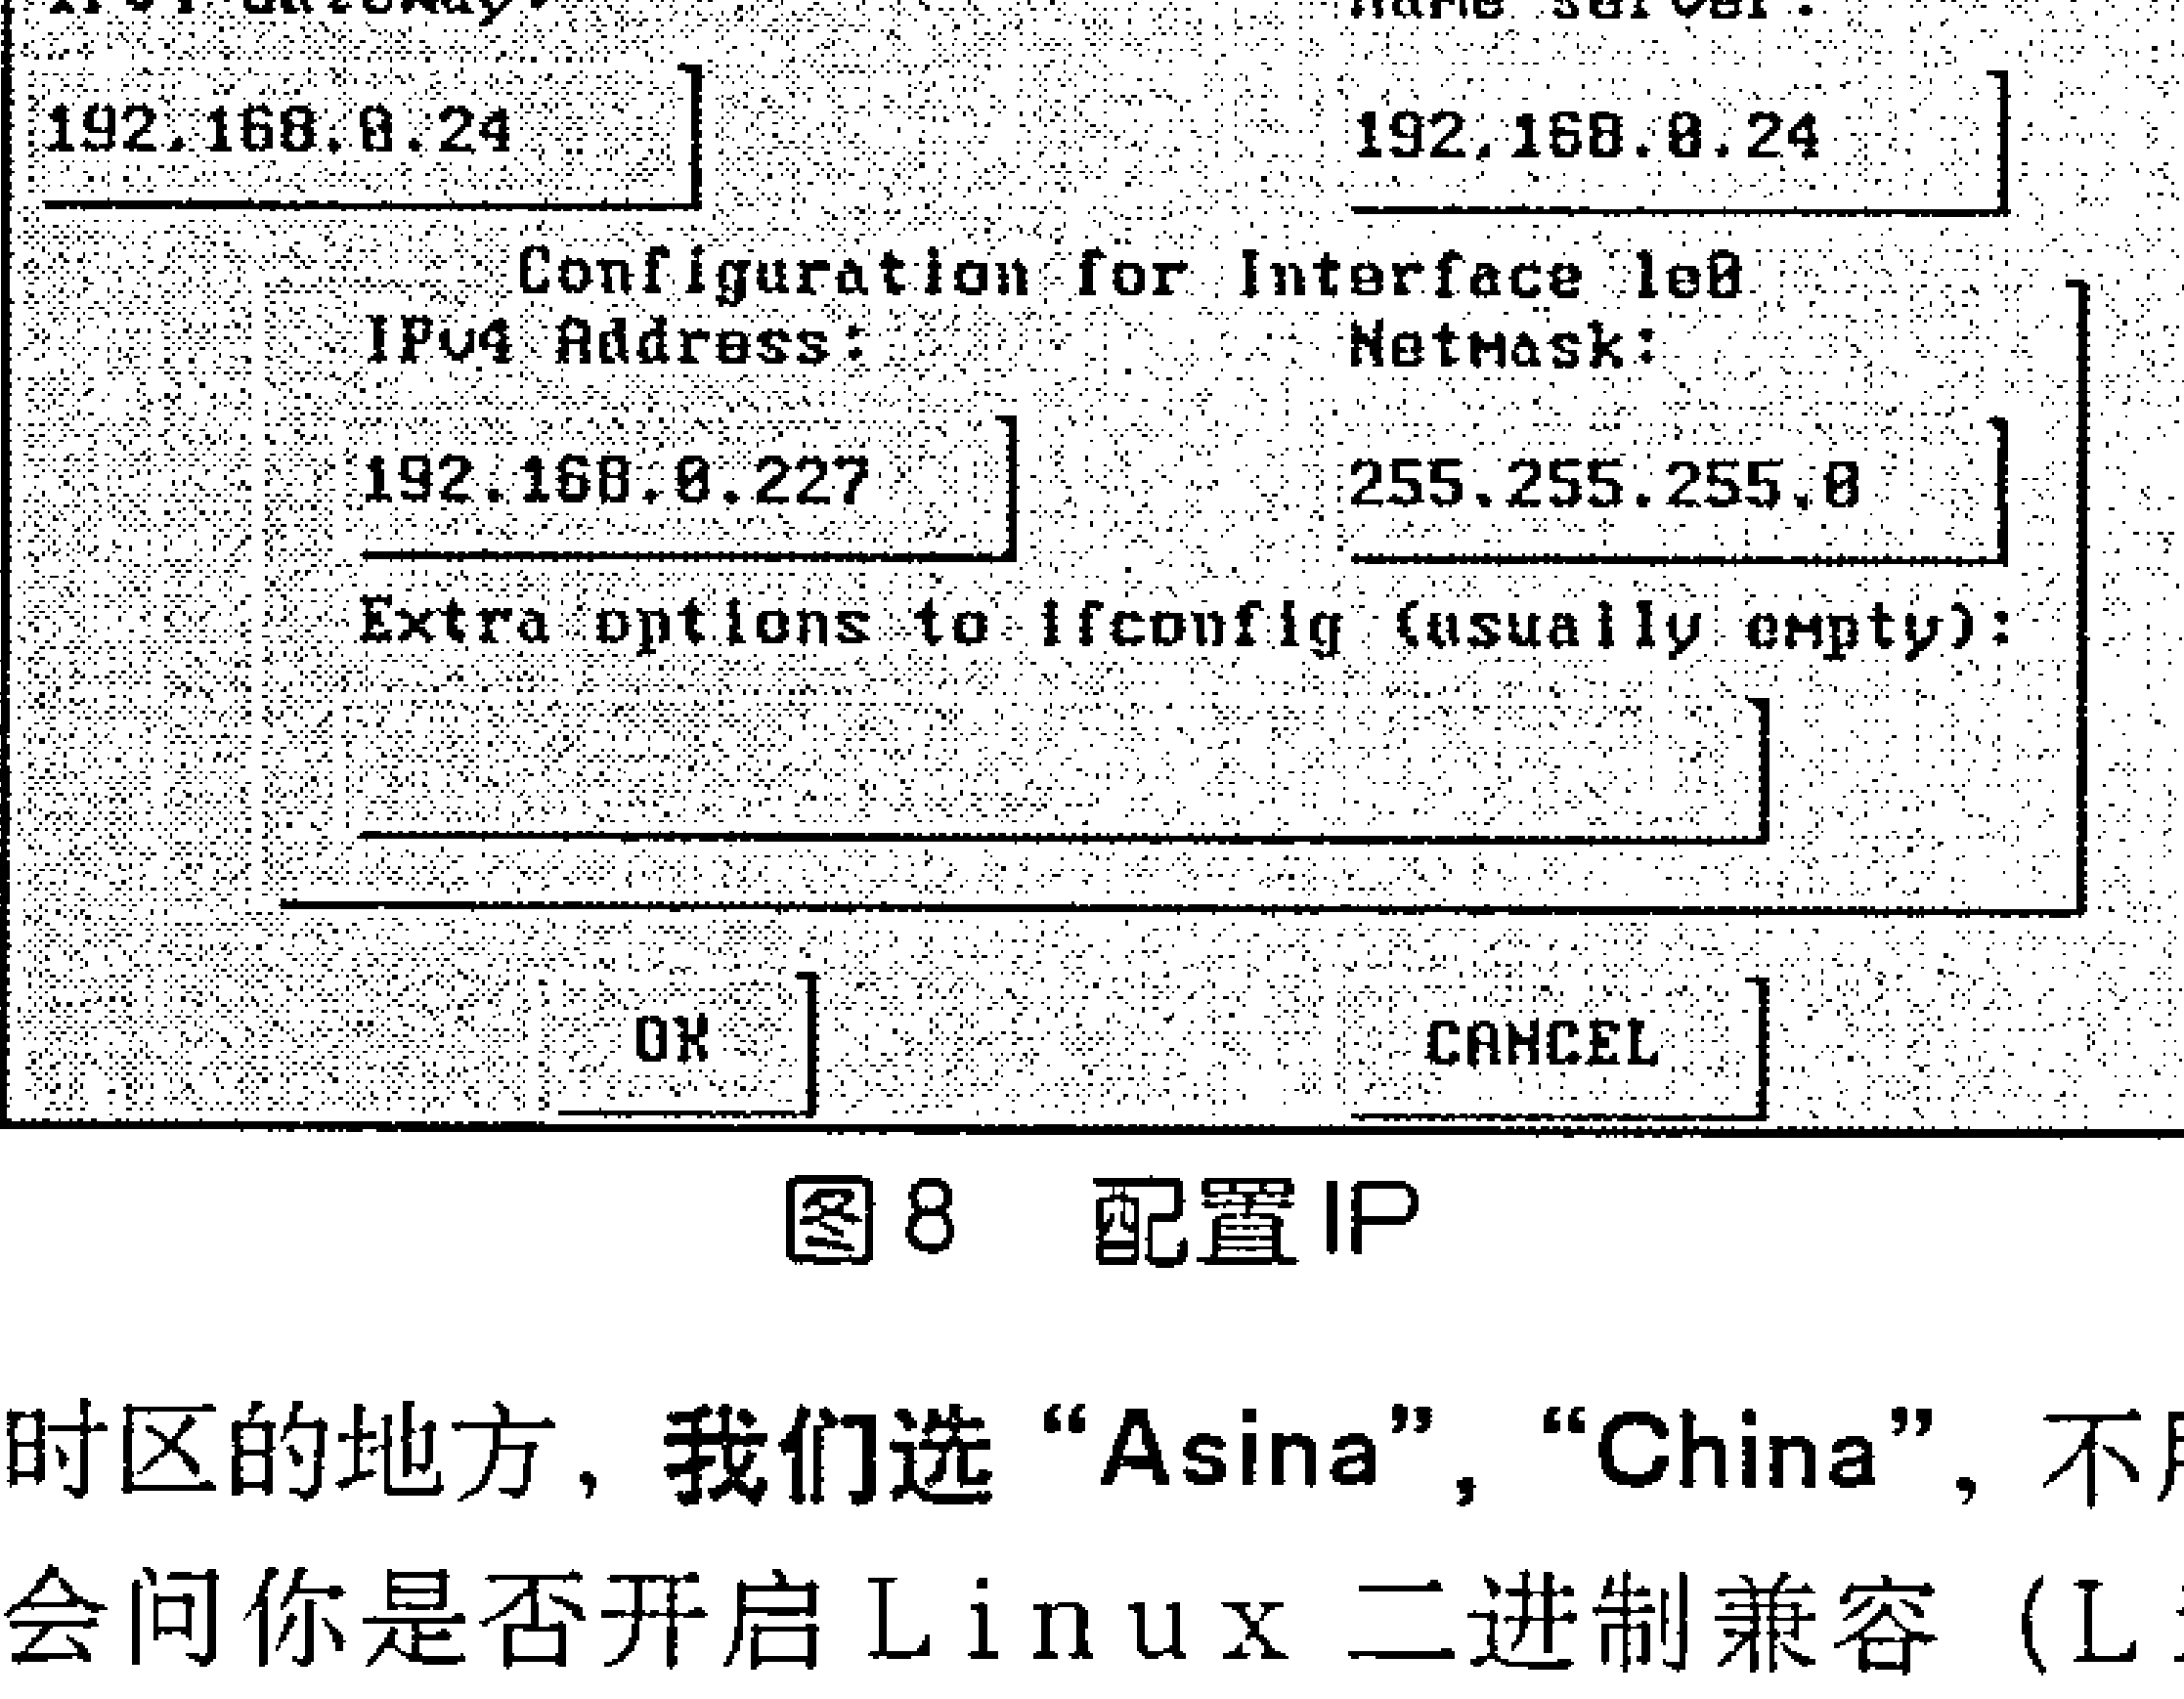 192.168.0.24 192.168.0.24
Configuration for Interface le0
IPv4 Address: Netmask:
192.168.0.227 255.255.255.0
Extra options to ifconfig (usually empty):
OK CANCEL
图8 配置IP
时区的地方，我们选“Asina”，“China”，不
会问你是否开启Linux二进制兼容（L